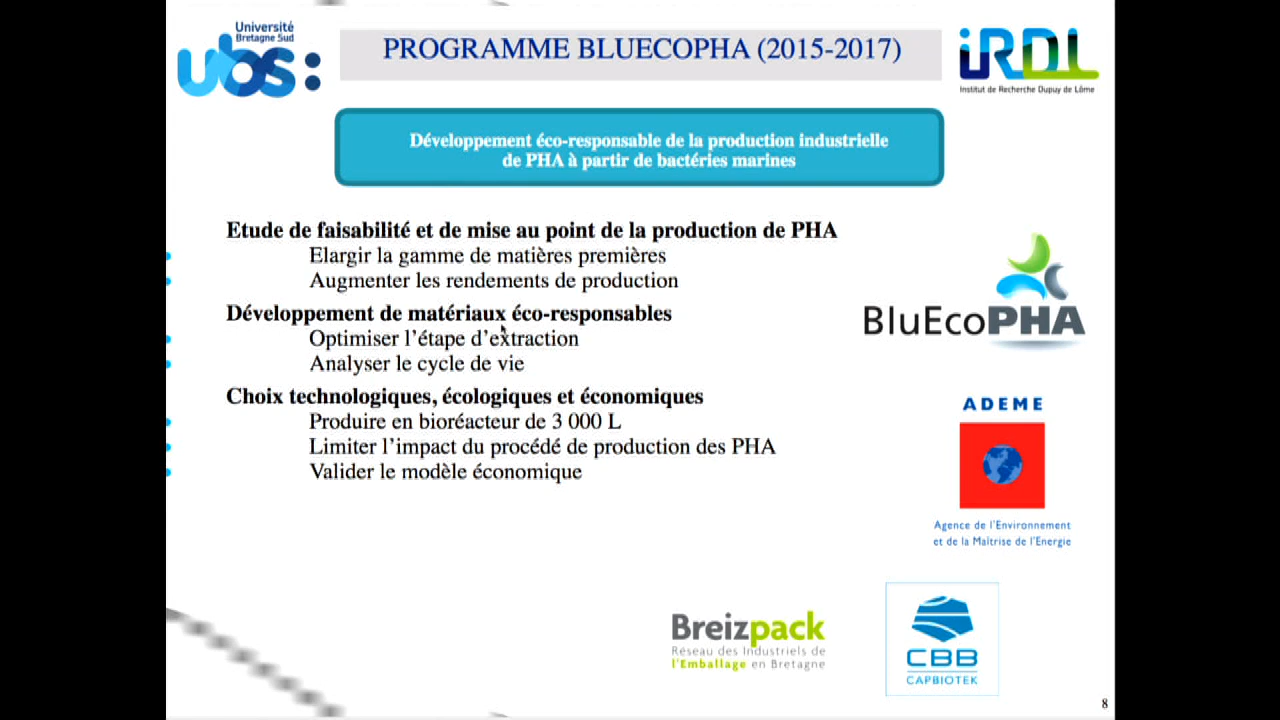 Université
Bretagne Sud
ubs:
PROGRAMME BLUECOPHA (2015-2017)
iRDL
Institut de Recherche Dupuy de Lôme
Développement éco-responsable de la production industrielle
de PHA à partir de bactéries marines
Etude de faisabilité et de mise au point de la production de PHA
Elargir la gamme de matières premières
Augmenter les rendements de production
Développement de matériaux éco-responsables
Optimiser l’étape d’extraction
Analyser le cycle de vie
Choix technologiques, écologiques et économiques
Produire en bioréacteur de 3 000 L
Limiter l’impact du procédé de production des PHA
Valider le modèle économique
BluEcoPHA
ADEME
Agence de l’Environnement
et de la Maîtrise de l’Energie
Breizpack
Réseau des Industriels de
l’Emballage en Bretagne
CBB
CAPBIOTEK
8